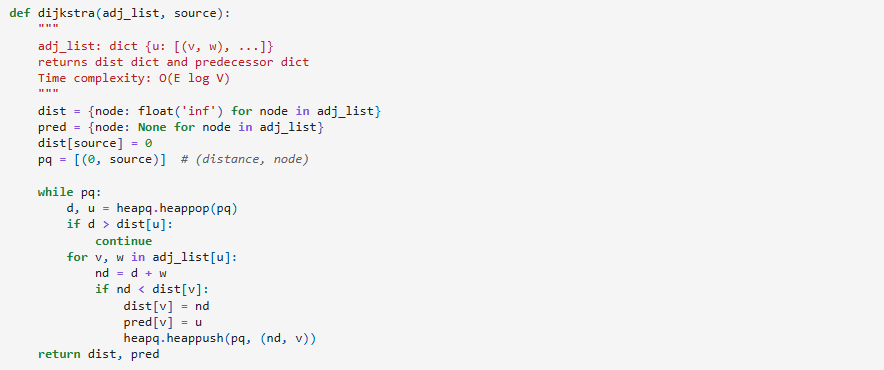 def dijkstra(adj_list, source):
    """
    adj_list: dict {u: [(v, w), ...]}
    returns dist dict and predecessor dict
    Time complexity: O(E log V)
    """
    dist = {node: float('inf') for node in adj_list}
    pred = {node: None for node in adj_list}
    dist[source] = 0
    pq = [(0, source)]  # (distance, node)

    while pq:
        d, u = heapq.heappop(pq)
        if d > dist[u]:
            continue
        for v, w in adj_list[u]:
            nd = d + w
            if nd < dist[v]:
                dist[v] = nd
                pred[v] = u
                heapq.heappush(pq, (nd, v))
    return dist, pred